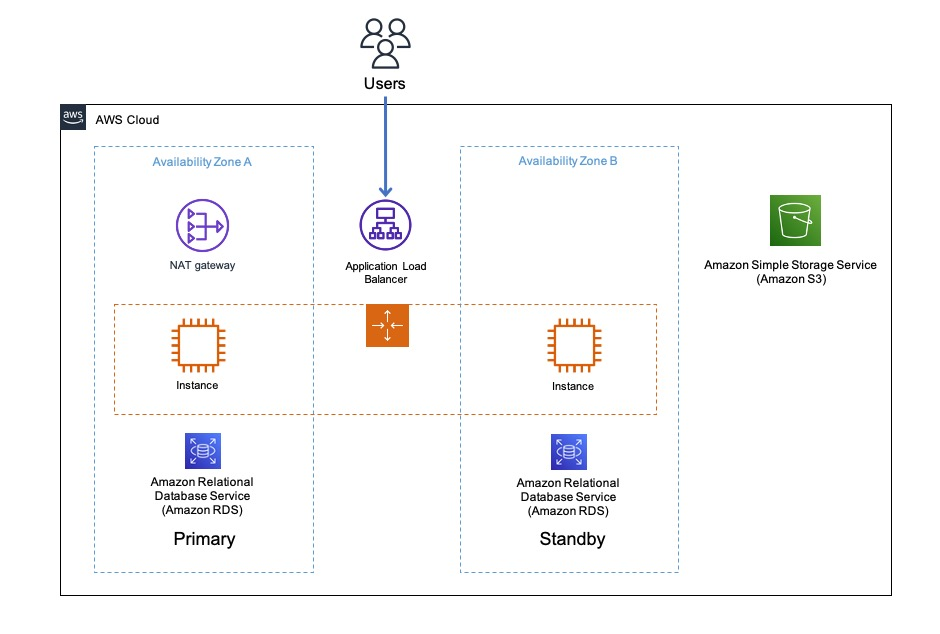 Users
aws
AWS Cloud
Availability Zone A
Availability Zone B
NAT gateway
Application Load
Balancer
Amazon Simple Storage Service
(Amazon S3)
Instance
Instance
Amazon Relational
Database Service
(Amazon RDS)
Primary
Amazon Relational
Database Service
(Amazon RDS)
Standby